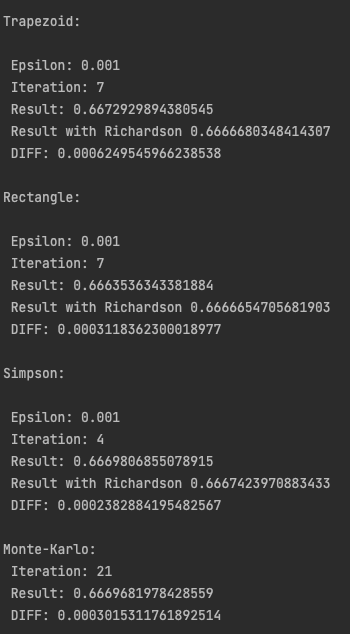 Trapezoid:
Epsilon: 0.001
Iteration: 7
Result: 0.6672929894380545
Result with Richardson 0.6666680348414307
DIFF: 0.0006249545966238538
Rectangle:
Epsilon: 0.001
Iteration: 7
Result: 0.6663536343381884
Result with Richardson 0.6666654705681903
DIFF: 0.0003118362300018977
Simpson:
Epsilon: 0.001
Iteration: 4
Result: 0.6669806855078915
Result with Richardson 0.6667423970883433
DIFF: 0.0002382884195482567
Monte-Karlo:
Iteration: 21
Result: 0.6669681978428559
DIFF: 0.0003015311761892514